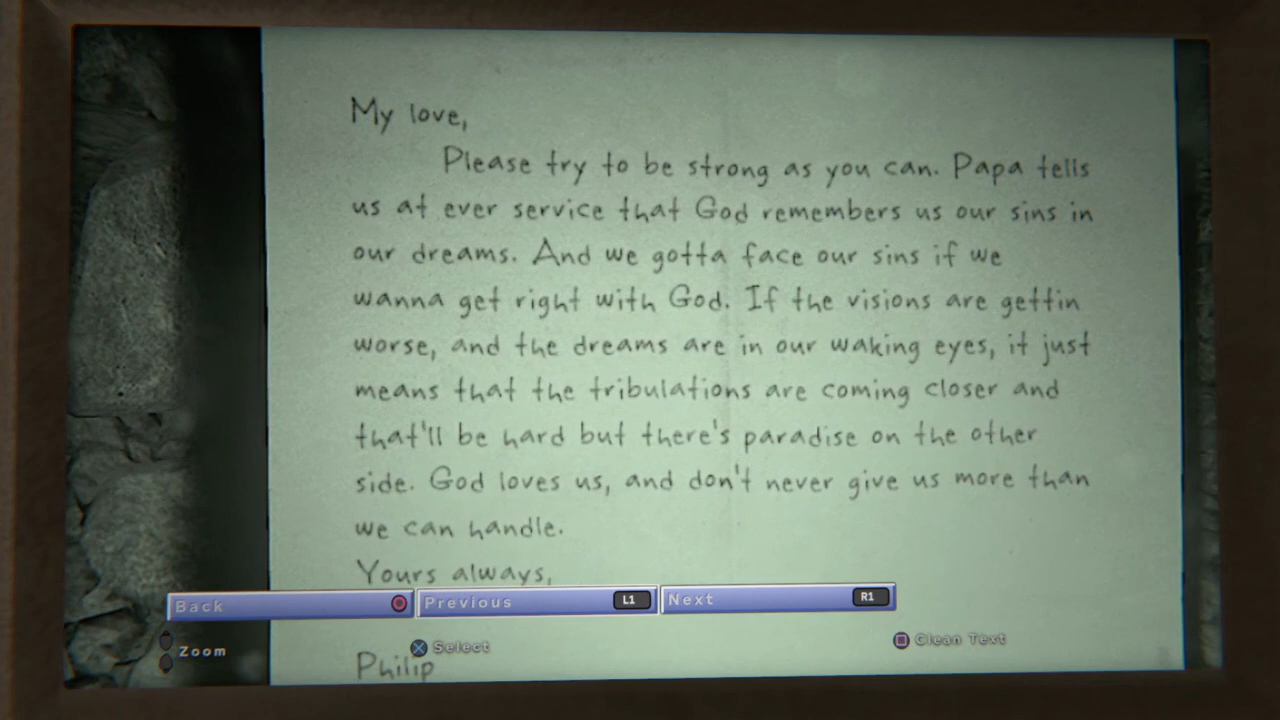 My love,
Please try to be strong as you can. Papa tells
us at ever service that God remembers us our sins in
our dreams. And we gotta face our sins if we
wanna get right with God. If the visions are gettin
worse, and the dreams are in our waking eyes, it just
means that the tribulations are coming closer and
that'll be hard but there's paradise on the other
side. God loves us, and don't never give us more than
we can handle.
Yours always,
Back Previous L1 Next R1
Zoom Select Clean Text
Philip